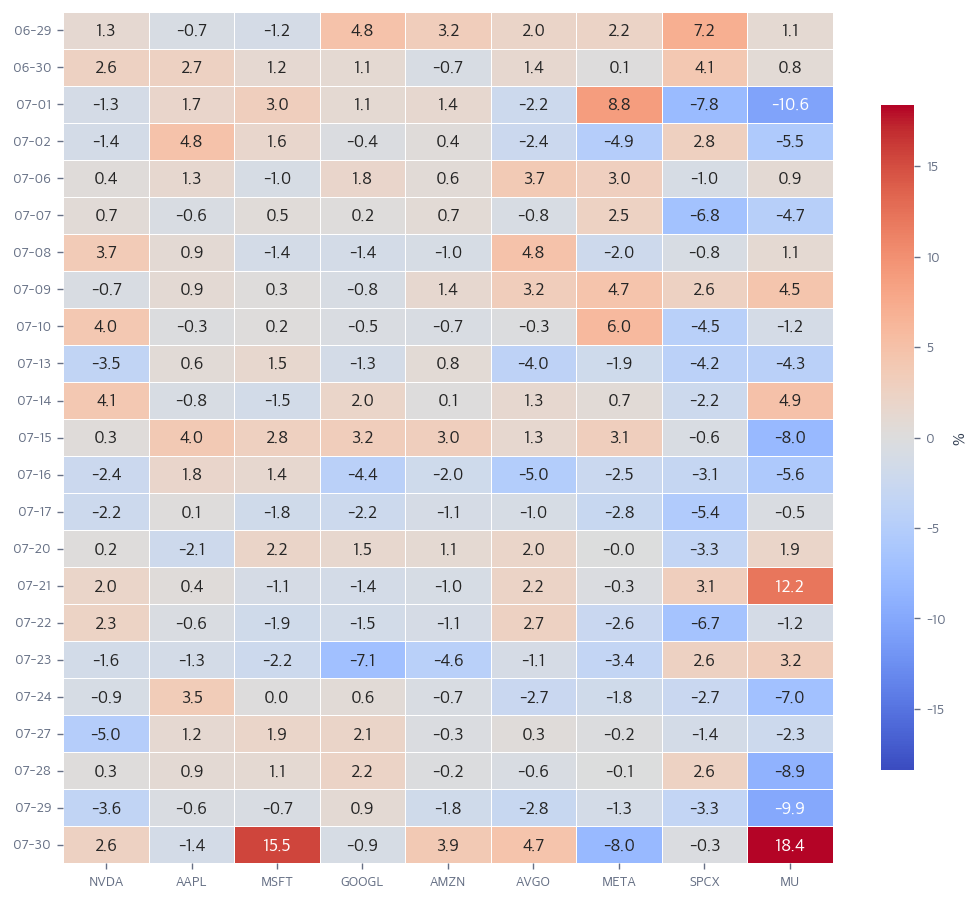 06-29 1.3 -0.7 -1.2 4.8 3.2 2.0 2.2 7.2 1.1
06-30 2.6 2.7 1.2 1.1 -0.7 1.4 0.1 4.1 0.8
07-01 -1.3 1.7 3.0 1.1 1.4 -2.2 8.8 -7.8 -10.6
07-02 -1.4 4.8 1.6 -0.4 0.4 -2.4 -4.9 2.8 -5.5
07-06 0.4 1.3 -1.0 1.8 0.6 3.7 3.0 -1.0 0.9
07-07 0.7 -0.6 0.5 0.2 0.7 -0.8 2.5 -6.8 -4.7
07-08 3.7 0.9 -1.4 -1.4 -1.0 4.8 -2.0 -0.8 1.1
07-09 -0.7 0.9 0.3 -0.8 1.4 3.2 4.7 2.6 4.5
07-10 4.0 -0.3 0.2 -0.5 -0.7 -0.3 6.0 -4.5 -1.2
07-13 -3.5 0.6 1.5 -1.3 0.8 -4.0 -1.9 -4.2 -4.3
07-14 4.1 -0.8 -1.5 2.0 0.1 1.3 0.7 -2.2 4.9
07-15 0.3 4.0 2.8 3.2 3.0 1.3 3.1 -0.6 -8.0
07-16 -2.4 1.8 1.4 -4.4 -2.0 -5.0 -2.5 -3.1 -5.6
07-17 -2.2 0.1 -1.8 -2.2 -1.1 -1.0 -2.8 -5.4 -0.5
07-20 0.2 -2.1 2.2 1.5 1.1 2.0 -0.0 -3.3 1.9
07-21 2.0 0.4 -1.1 -1.4 -1.0 2.2 -0.3 3.1 12.2
07-22 2.3 -0.6 -1.9 -1.5 -1.1 2.7 -2.6 -6.7 -1.2
07-23 -1.6 -1.3 -2.2 -7.1 -4.6 -1.1 -3.4 2.6 3.2
07-24 -0.9 3.5 0.0 0.6 -0.7 -2.7 -1.8 -2.7 -7.0
07-27 -5.0 1.2 1.9 2.1 -0.3 0.3 -0.2 -1.4 -2.3
07-28 0.3 0.9 1.1 2.2 -0.2 -0.6 -0.1 2.6 -8.9
07-29 -3.6 -0.6 -0.7 0.9 -1.8 -2.8 -1.3 -3.3 -9.9
07-30 2.6 -1.4 15.5 -0.9 3.9 4.7 -8.0 -0.3 18.4
NVDA AAPL MSFT GOOGL AMZN AVGO META SPCX MU
15
10
5
0
-5
-10
-15
%